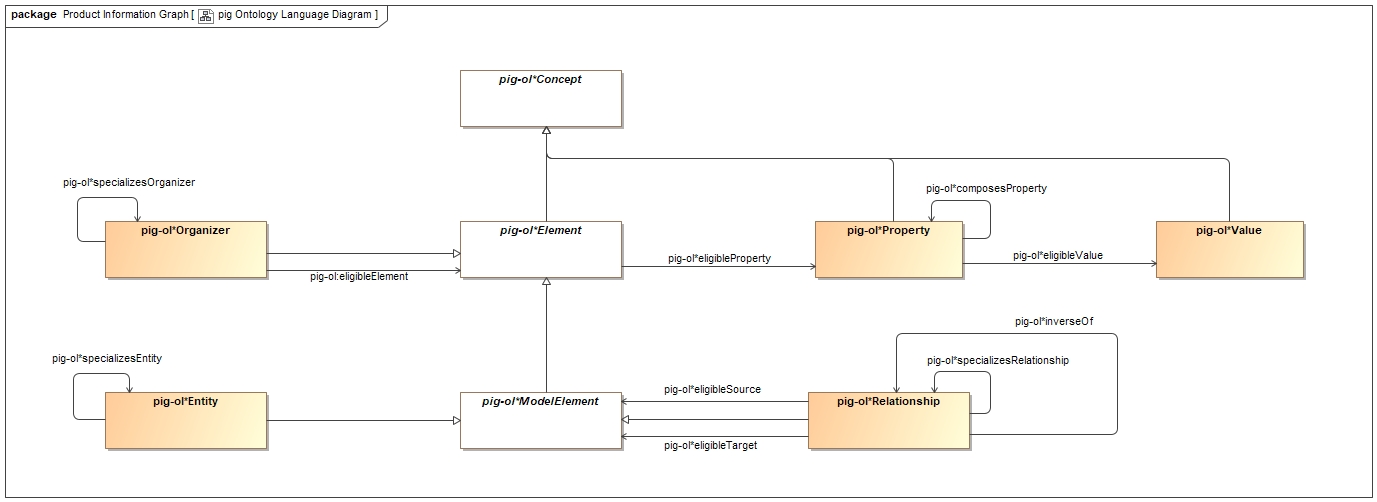 package Product Information Graph [ pig Ontology Language Diagram ]
pig-ol*Concept
pig-ol*specializesOrganizer
pig-ol*composesProperty
pig-ol*Organizer
pig-ol*Element
pig-ol*Property
pig-ol*Value
pig-ol*eligibleProperty
pig-ol*eligibleValue
pig-ol:eligibleElement
pig-ol*inverseOf
pig-ol*specializesEntity
pig-ol*specializesRelationship
pig-ol*eligibleSource
pig-ol*Entity
pig-ol*ModelElement
pig-ol*Relationship
pig-ol*eligibleTarget